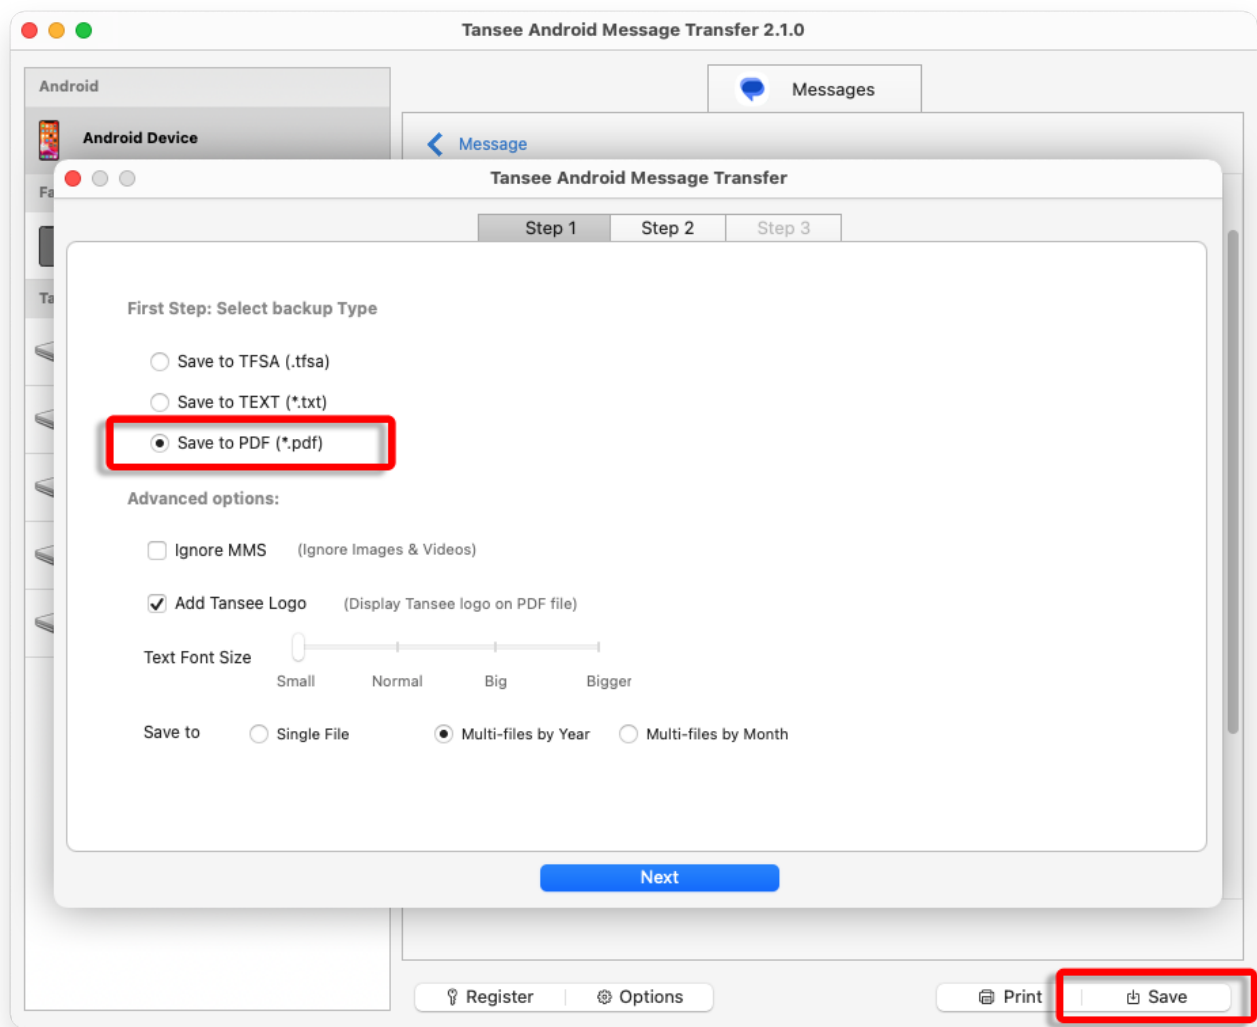 Tansee Android Message Transfer 2.1.0
Android
Messages
Android Device
Message
Tansee Android Message Transfer
Fa
Step 1 Step 2 Step 3
Ta
First Step: Select backup Type
Save to TFSA (.tfsa)
Save to TEXT (*.txt)
Save to PDF (*.pdf)
Advanced options:
Ignore MMS (Ignore Images & Videos)
Add Tansee Logo (Display Tansee logo on PDF file)
Text Font Size
Small Normal Big Bigger
Save to Single File Multi-files by Year Multi-files by Month
Next
Register Options Print Save